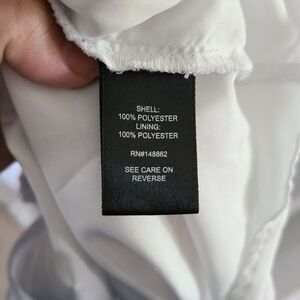 SHELL:
100% POLYESTER
LINING:
100% POLYESTER
RN#148862
SEE CARE ON
REVERSE